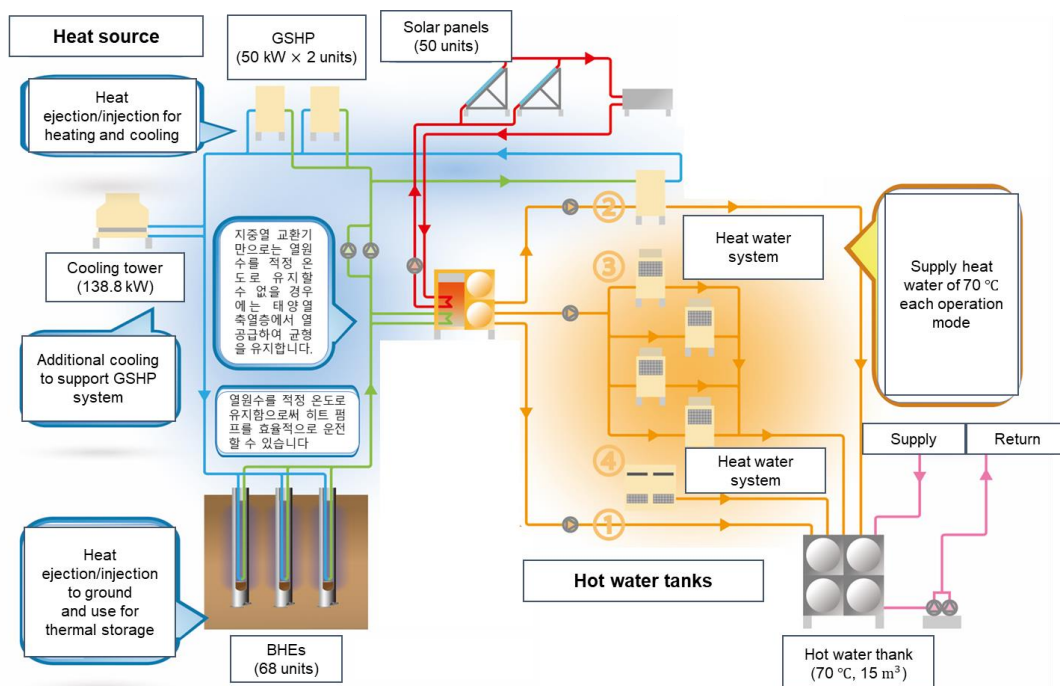 Heat source
GSHP
(50 kW × 2 units)
Solar panels
(50 units)
Heat
ejection/injection for
heating and cooling
Cooling tower
(138.8 kW)
Additional cooling
to support GSHP
system
지중열 교환기
만으로는 열원
수를 적정 온
도로 유지할
수 없을 경우
에는 태양열
축열층에서 열
공급하여 균형
을 유지합니다.
열원수를 적정 온도로
유지함으로써 히트 펌
프를 효율적으로 운전
할 수 있습니다
Heat
ejection/injection
to ground
and use for
thermal storage
BHEs
(68 units)
②
Heat water
system
③
④
Heat water
system
①
Supply heat
water of 70 ℃
each operation
mode
Supply
Return
Hot water tanks
Hot water thank
(70 ℃, 15 m³)